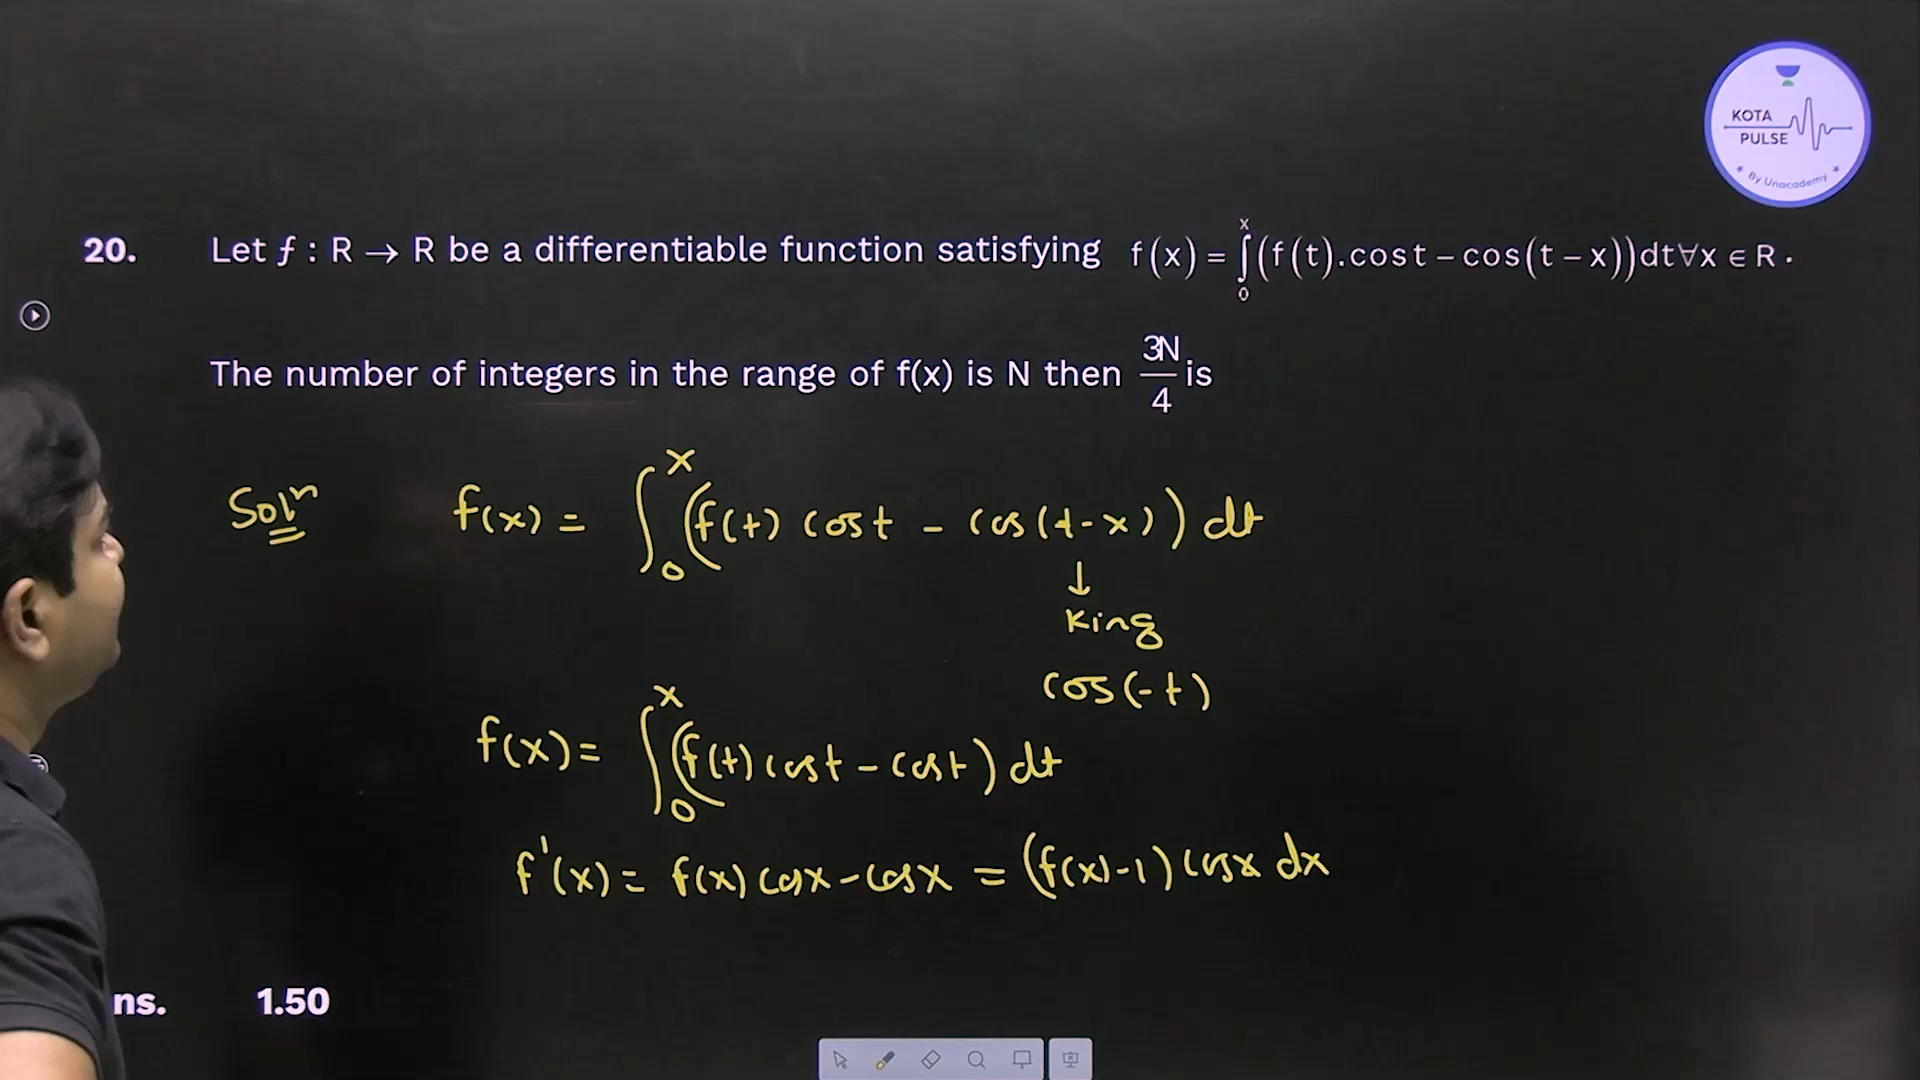 KOTA
PULSE
By Unacademy
20. Let f : R → R be a differentiable function satisfying f(x) = ∫₀ˣ (f(t).cost – cos(t – x))dt ∀x ∈ R.
The number of integers in the range of f(x) is N then 3N/4 is
Solⁿ f(x) = ∫₀ˣ (f(t) cost - cos(t-x)) dt
↓
King
cos(-t)
f(x) = ∫₀ˣ (f(t) cost - cost) dt
f'(x) = f(x) cosx - cosx = (f(x)-1) cosx dx
ns. 1.50